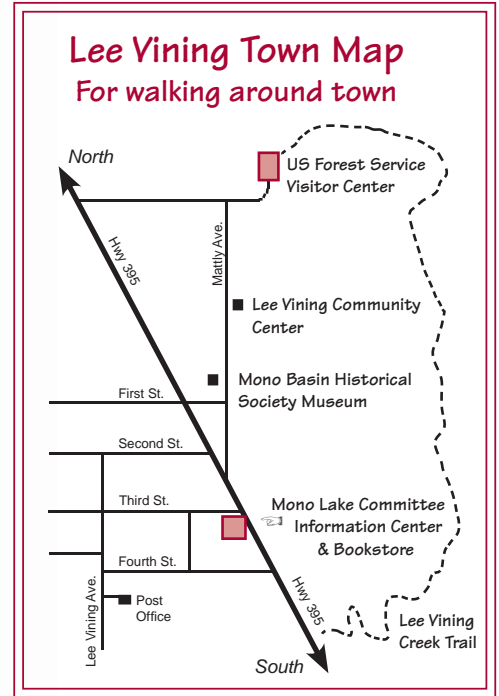 Lee Vining Town Map
For walking around town
North
US Forest Service
Visitor Center
Hwy 395
Mattly Ave.
Lee Vining Community
Center
Mono Basin Historical
Society Museum
First St.
Second St.
Third St.
Mono Lake Committee
Information Center
& Bookstore
Fourth St.
Lee Vining Ave.
Post
Office
Hwy 395
Lee Vining
Creek Trail
South